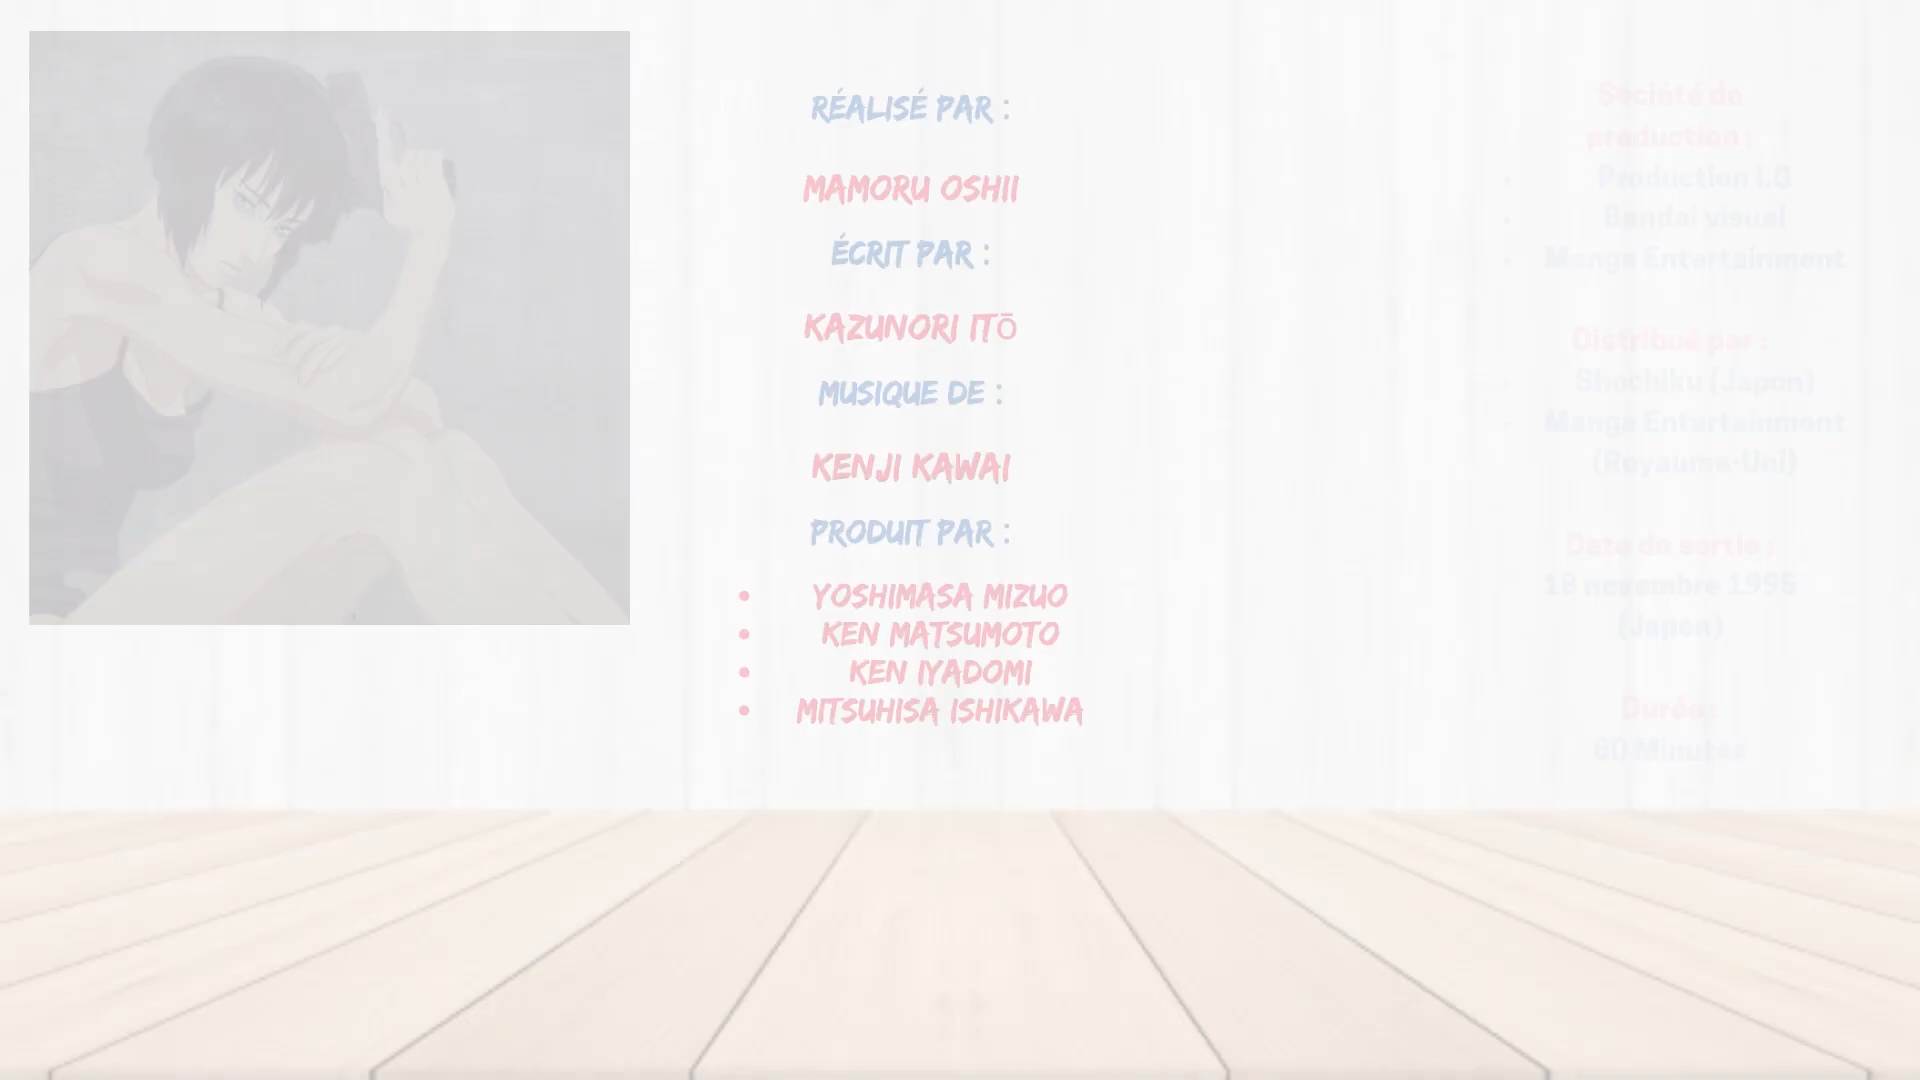 RÉALISÉ PAR :
MAMORU OSHII
ÉCRIT PAR :
KAZUNORI ITŌ
MUSIQUE DE :
KENJI KAWAI
PRODUIT PAR :
• YOSHIMASA MIZUO
• KEN MATSUMOTO
• KEN IYADOMI
• MITSUHISA ISHIKAWA
Société de
production :
• Production I.G
• Bandai visual
• Manga Entertainment
Distribué par :
• Shochiku (Japon)
• Manga Entertainment
(Royaume-Uni)
Date de sortie :
18 novembre 1995
(Japon)
Durée :
80 Minutes